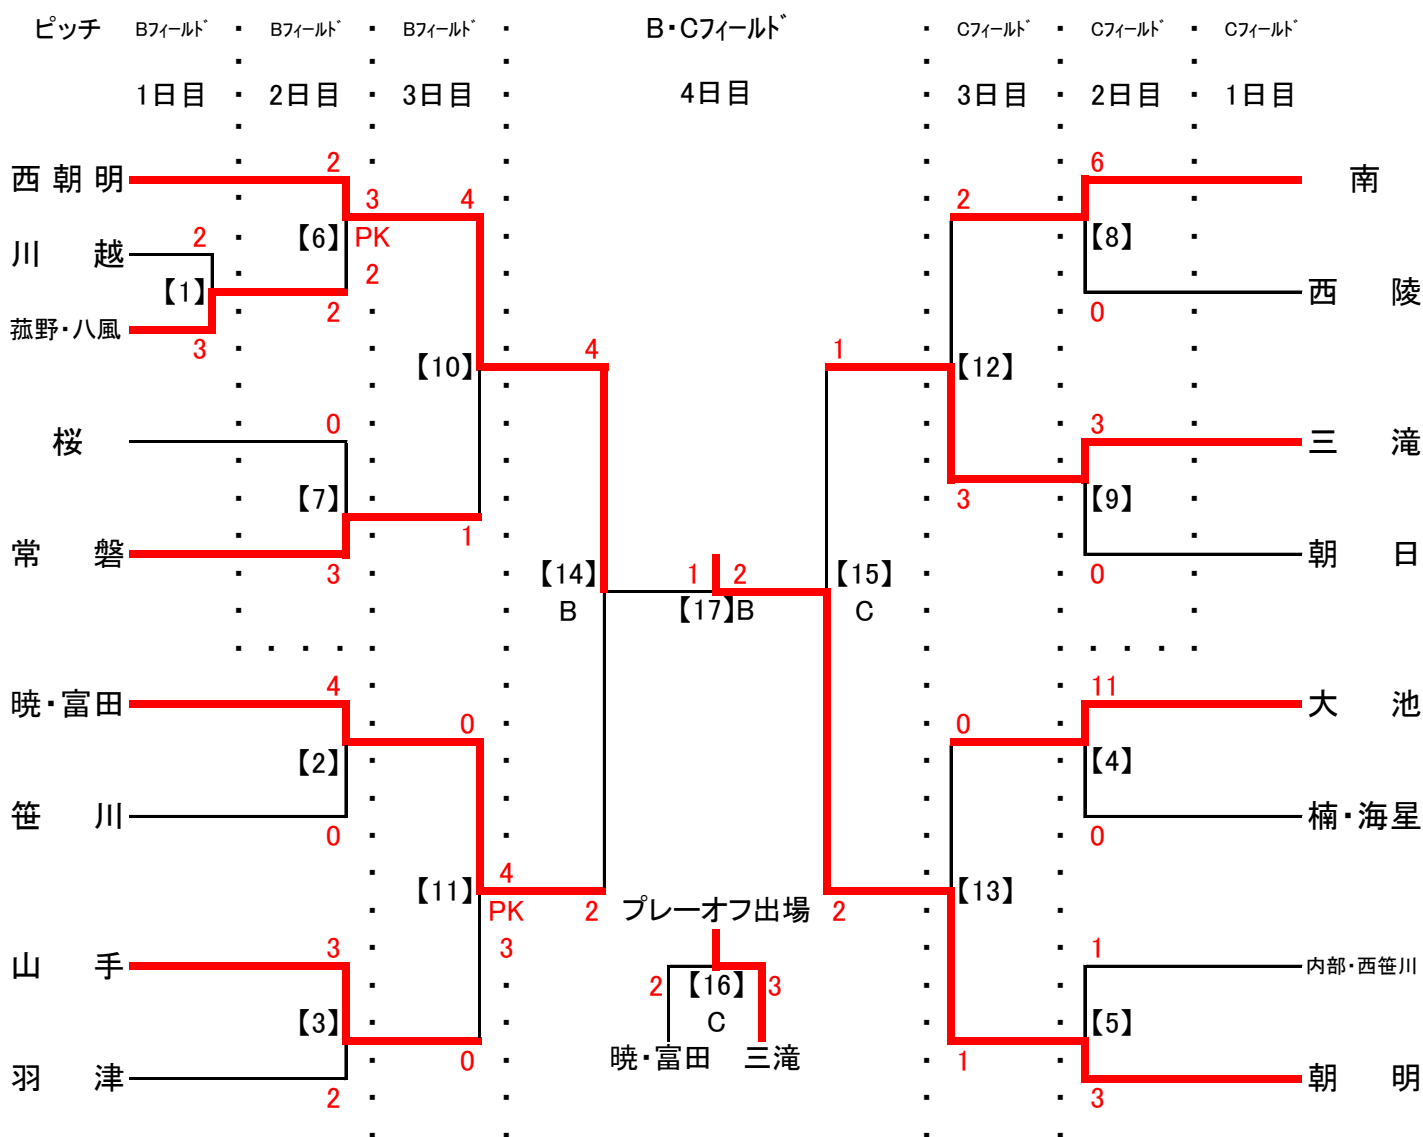 ピッチ Bフィールド Bフィールド Bフィールド B・Cフィールド Cフィールド Cフィールド Cフィールド
1日目 2日目 3日目 4日目 3日目 2日目 1日目
2 6
西朝明 3 4 2 南
川越 2 【6】 PK 【8】
【1】 2 西陵
菰野・八風 3 2 0
【10】 4 1 【12】
桜 0 3 三滝
【7】 3 【9】
常磐 3 1 0 朝日
【14】 1 2 【15】
B 【17】B C
暁・富田 4 0 0 11 大池
【2】 【4】
笹川 0 0 楠・海星
【11】 4 【13】
PK 2 プレーオフ出場 2
山手 3 3 1 内部・西笹川
2 【16】 3
【3】 C 【5】
羽津 2 0 暁・富田 三滝 1 3 朝明